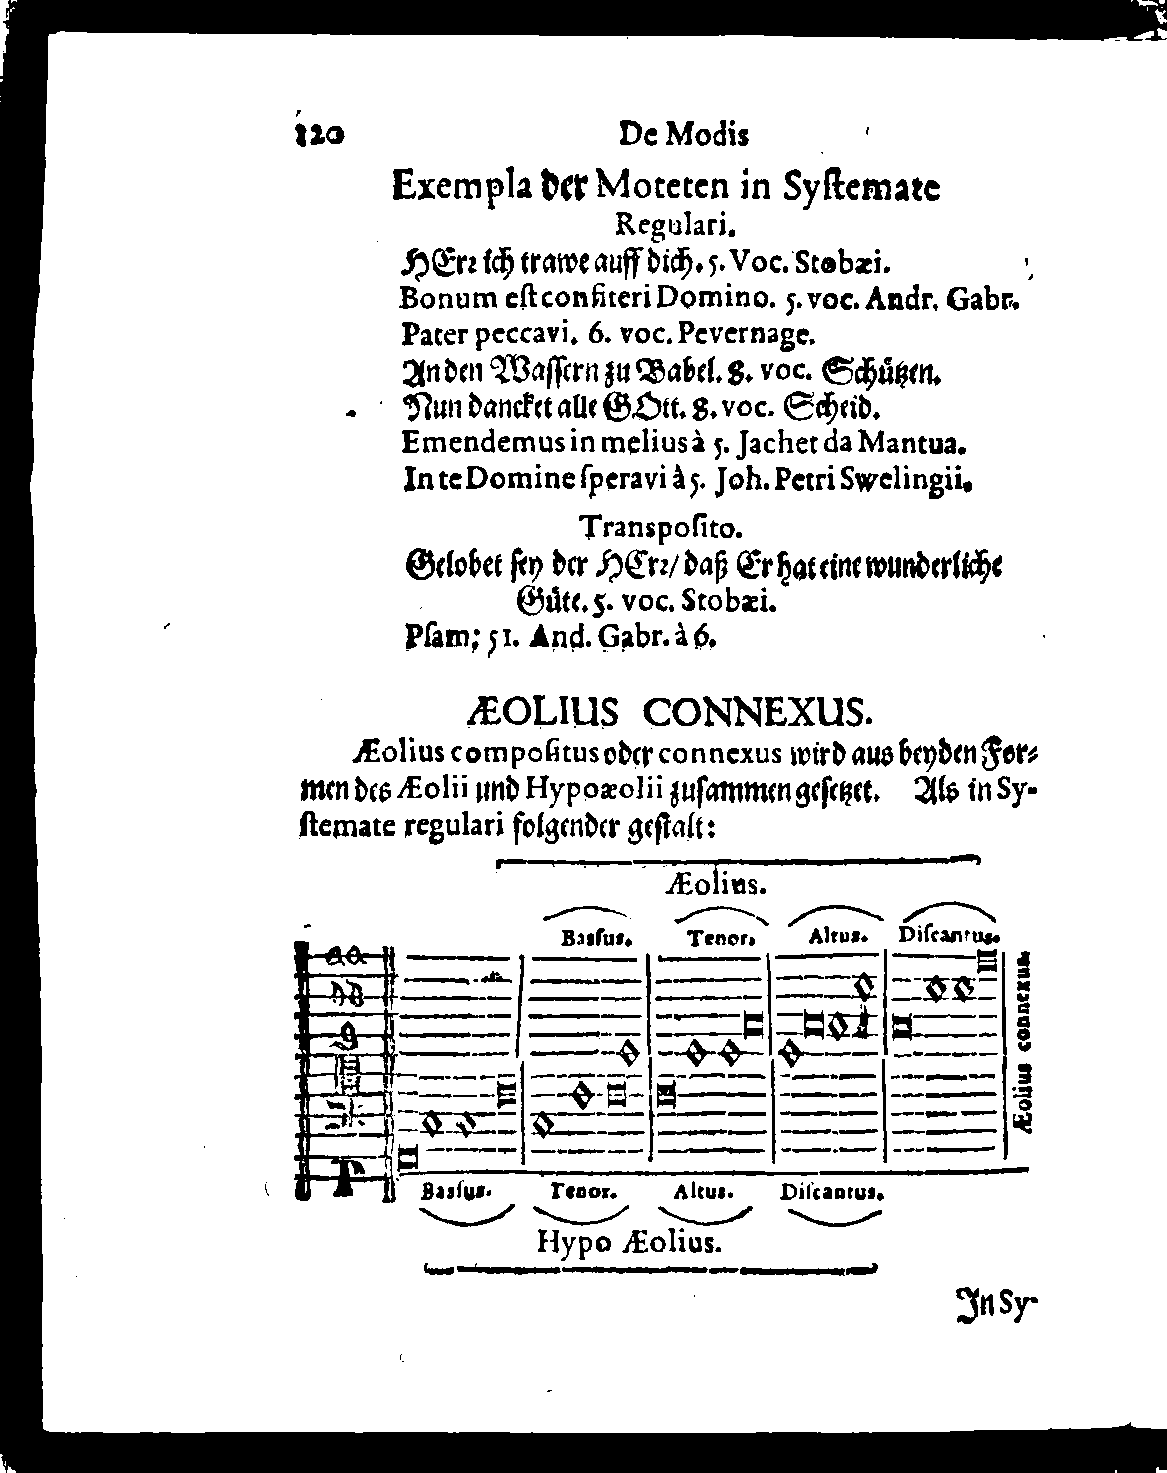 120 De Modis
Exempla der Moteten in Systemate
Regulari.
HErr ich trawe auff dich. 5. Voc. Stobæi.
Bonum est confiteri Domino. 5. voc. Andr. Gabr.
Pater peccavi. 6. voc. Pevernage.
An den Wassern zu Babel. 8. voc. Schützen.
Nun dancket alle GOtt. 8. voc. Scheid.
Emendemus in melius à 5. Jachet da Mantua.
In te Domine speravi à 5. Joh. Petri Swelingii.
Transposito.
Gelobet sey der HErr/ daß Er hat eine wunderliche
Güte. 5. voc. Stobæi.
Psam; 51. And. Gabr. à 6.
ÆOLIUS CONNEXUS.
Æolius compositus oder connexus wird aus beyden For-
men des Æolii und Hypoæolii zusammen gesetzet. Als in Sy-
stemate regulari folgender gestalt:
Æolius.
Bassus. Tenor. Altus. Discantus.
Æolius connexus.
Bassus. Tenor. Altus. Discantus.
Hypo Æolius.
In Sy-